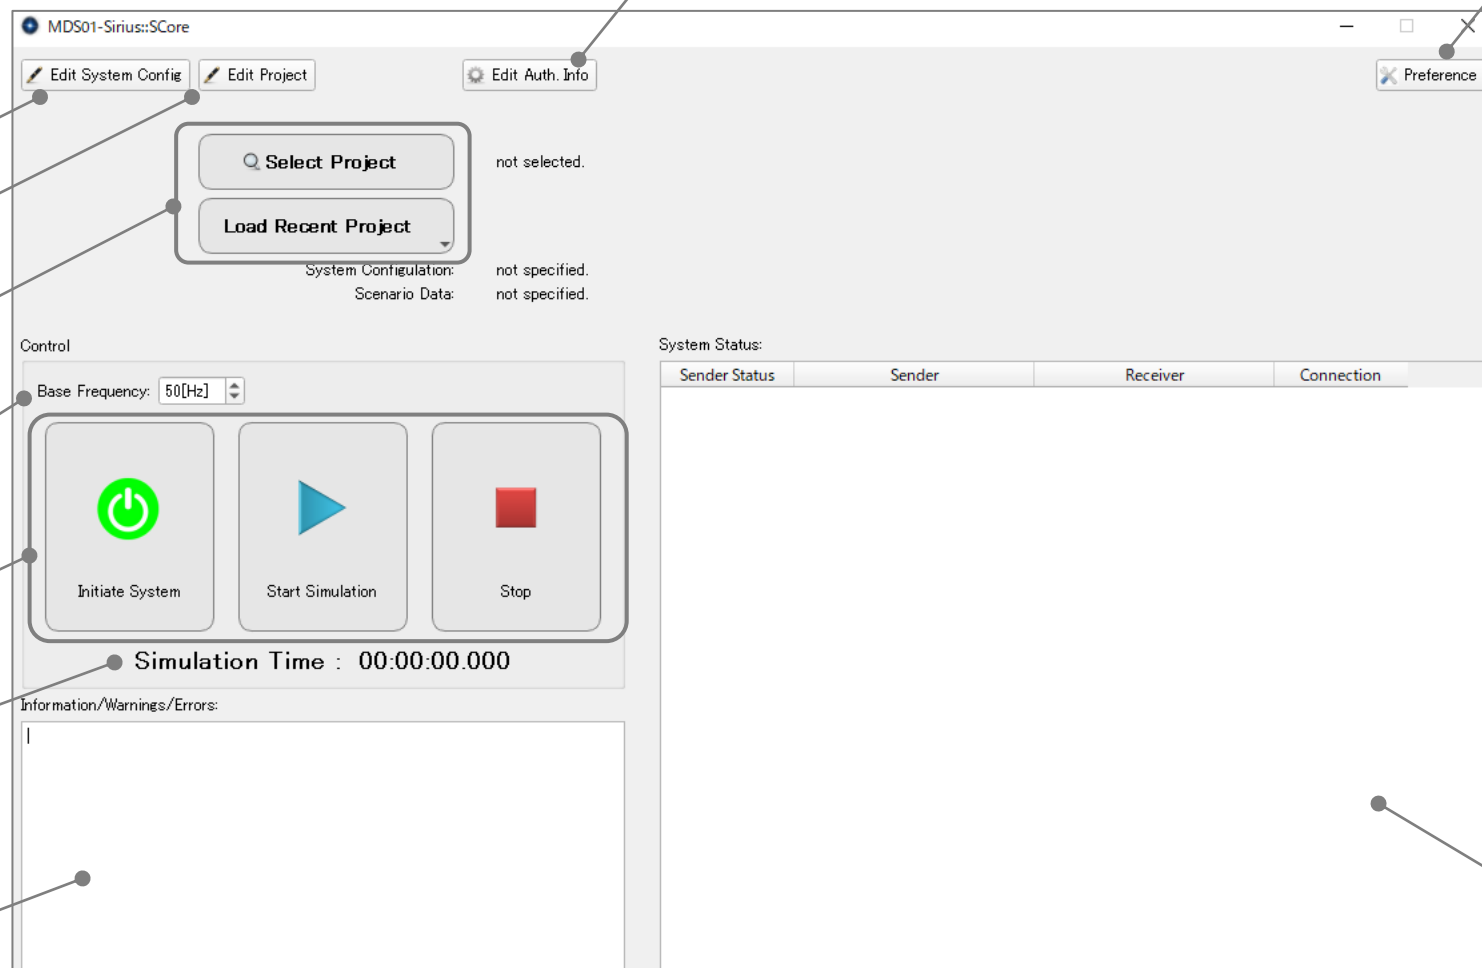 MDS01-Sirius::SCore
Edit System Config
Edit Project
Edit Auth. Info
Preference
Select Project
not selected.
Load Recent Project
System Configulation:
not specified.
Scenario Data:
not specified.
Control
System Status:
Base Frequency:
50[Hz]
Sender Status
Sender
Receiver
Connection
Initiate System
Start Simulation
Stop
Simulation Time : 00:00:00.000
Information/Warnings/Errors: